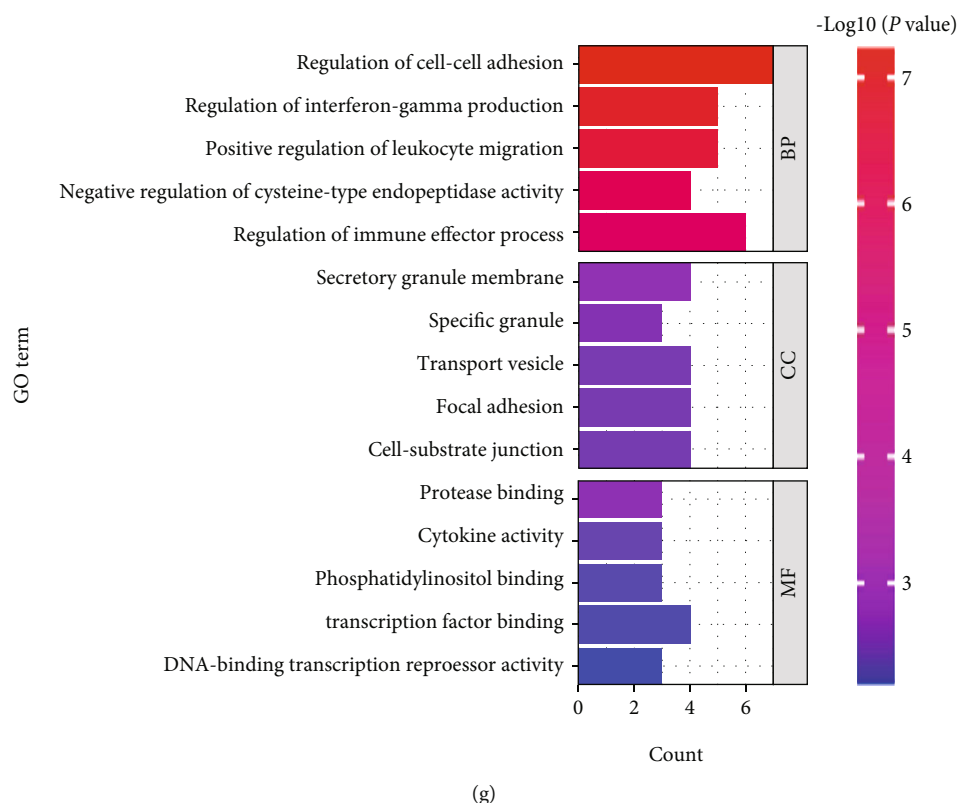 -Log10 (P value)
Regulation of cell-cell adhesion
Regulation of interferon-gamma production
Positive regulation of leukocyte migration
Negative regulation of cysteine-type endopeptidase activity
Regulation of immune effector process
BP
Secretory granule membrane
Specific granule
Transport vesicle
Focal adhesion
Cell-substrate junction
CC
Protease binding
Cytokine activity
Phosphatidylinositol binding
transcription factor binding
DNA-binding transcription reproessor activity
MF
GO term
0 2 4 6
Count
7
6
5
4
3
(g)